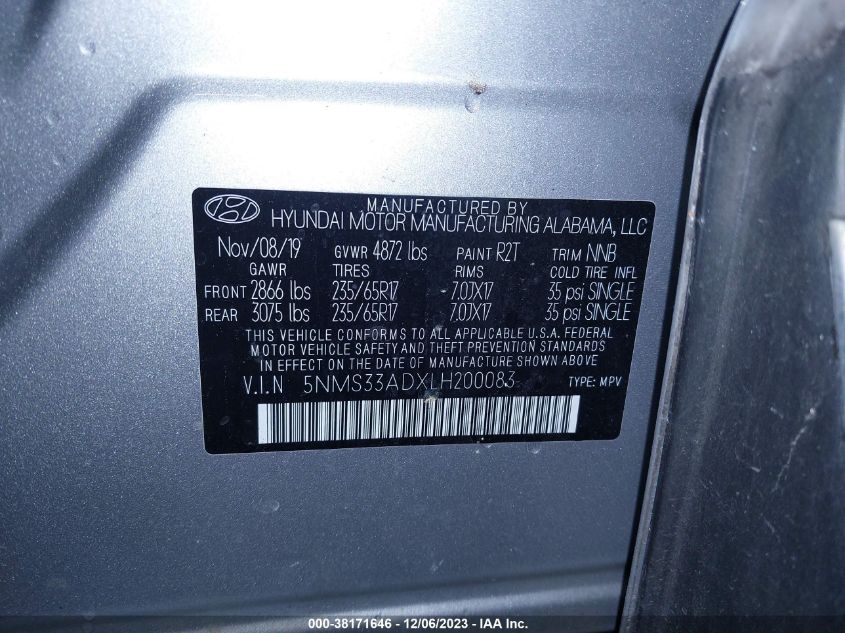 MANUFACTURED BY
HYUNDAI MOTOR MANUFACTURING ALABAMA, LLC
Nov/08/19 GVWR 4872 lbs PAINT R2T TRIM NNB
GAWR TIRES RIMS COLD TIRE INFL
FRONT 2866 lbs 235/65R17 7.0JX17 35 psi SINGLE
REAR 3075 lbs 235/65R17 7.0JX17 35 psi SINGLE
THIS VEHICLE CONFORMS TO ALL APPLICABLE U.S.A. FEDERAL
MOTOR VEHICLE SAFETY AND THEFT PREVENTION STANDARDS
IN EFFECT ON THE DATE OF MANUFACTURE SHOWN ABOVE
V.I.N 5NMS33ADXLH200083 TYPE: MPV
000-38171646 - 12/06/2023 - IAA Inc.